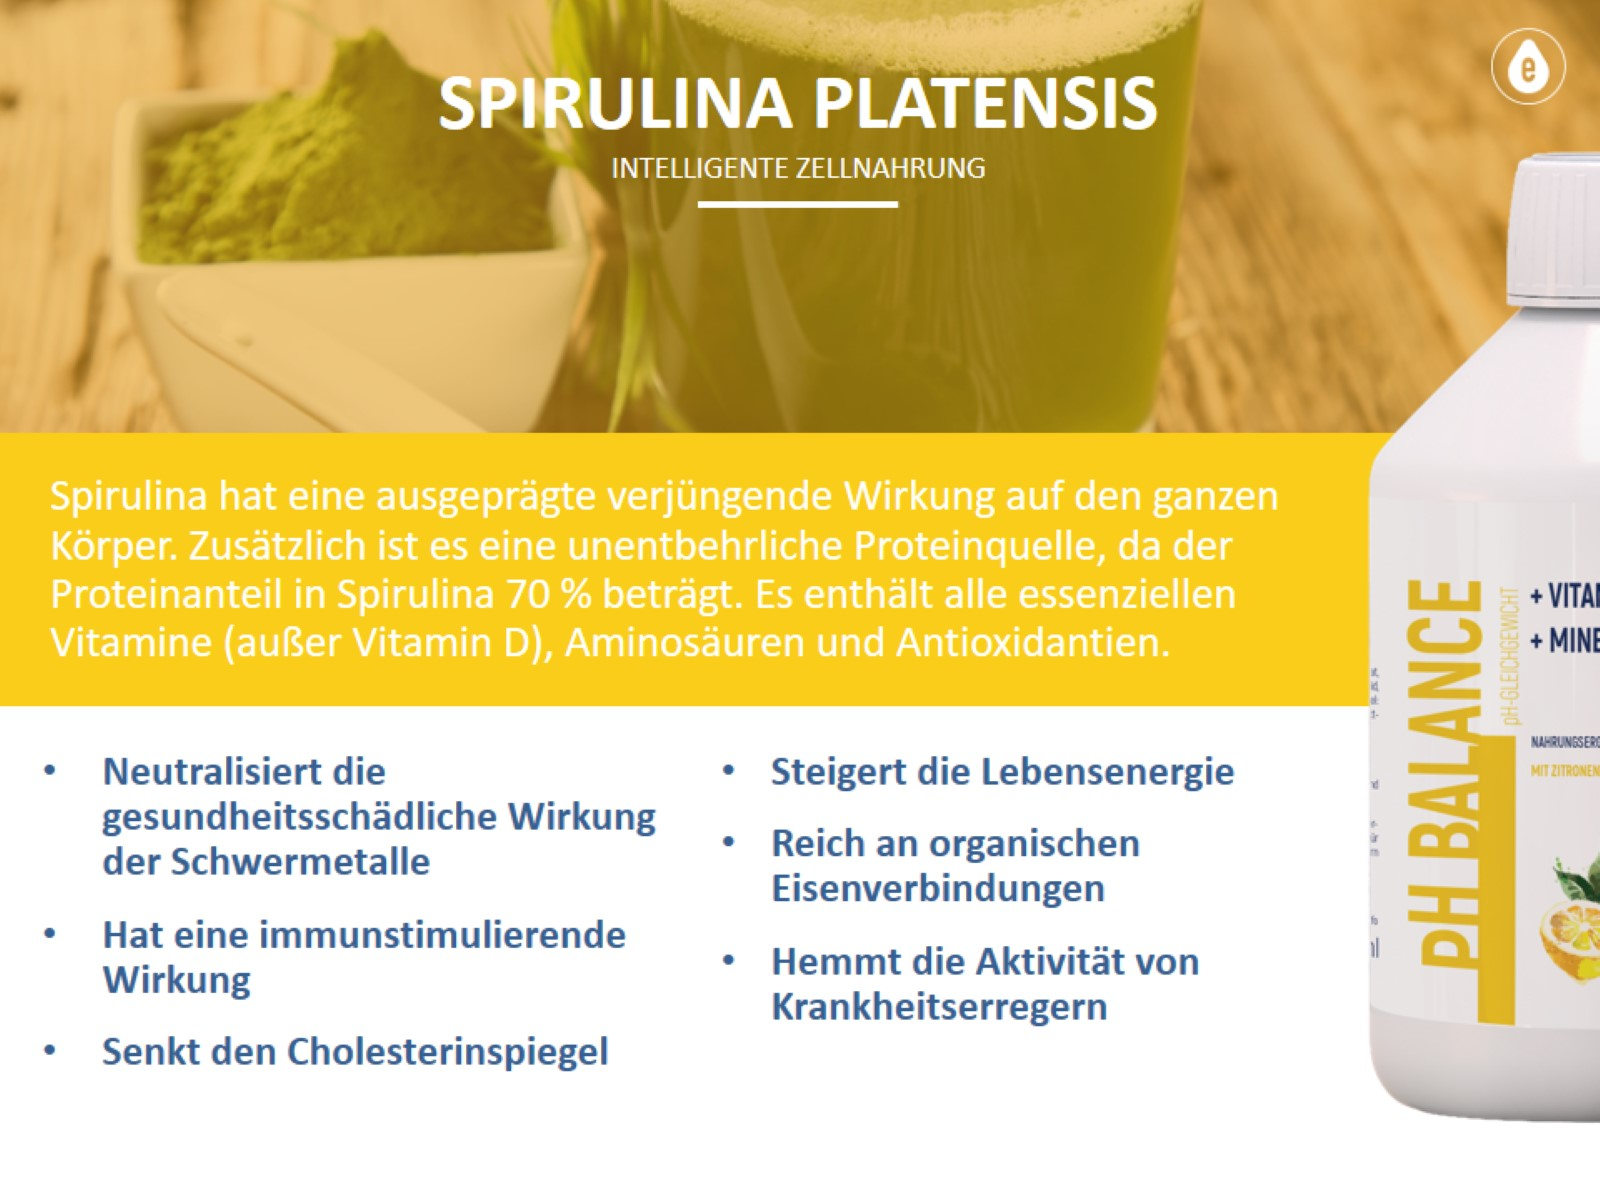 SPIRULINA PLATENSIS
INTELLIGENTE ZELLNAHRUNG
e
Spirulina hat eine ausgeprägte verjüngende Wirkung auf den ganzen
Körper. Zusätzlich ist es eine unentbehrliche Proteinquelle, da der
Proteinanteil in Spirulina 70 % beträgt. Es enthält alle essenziellen
Vitamine (außer Vitamin D), Aminosäuren und Antioxidantien.
• Neutralisiert die
gesundheitsschädliche Wirkung
der Schwermetalle
• Hat eine immunstimulierende
Wirkung
• Senkt den Cholesterinspiegel
• Steigert die Lebensenergie
• Reich an organischen
Eisenverbindungen
• Hemmt die Aktivität von
Krankheitserregern
pH BALANCE
pH-GLEICHGEWICHT
+ VITA
+ MINE
NAHRUNGSERG
MIT ZITRONEN